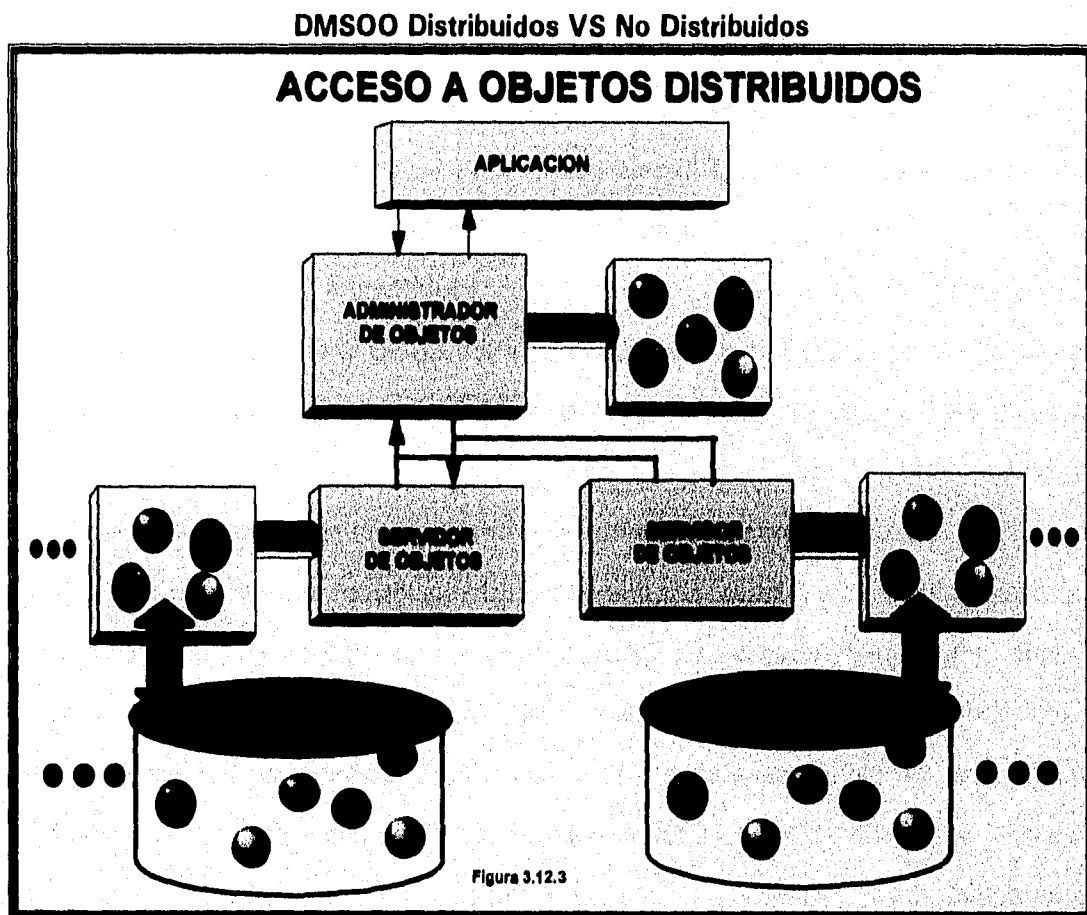 DMSOO Distribuidos VS No Distribuidos
ACCESO A OBJETOS DISTRIBUIDOS
APLICACION
ADMINISTRADOR
DE OBJETOS
SERVIDOR
DE OBJETOS
SERVIDOR
DE OBJETOS
Figura 3.12.3